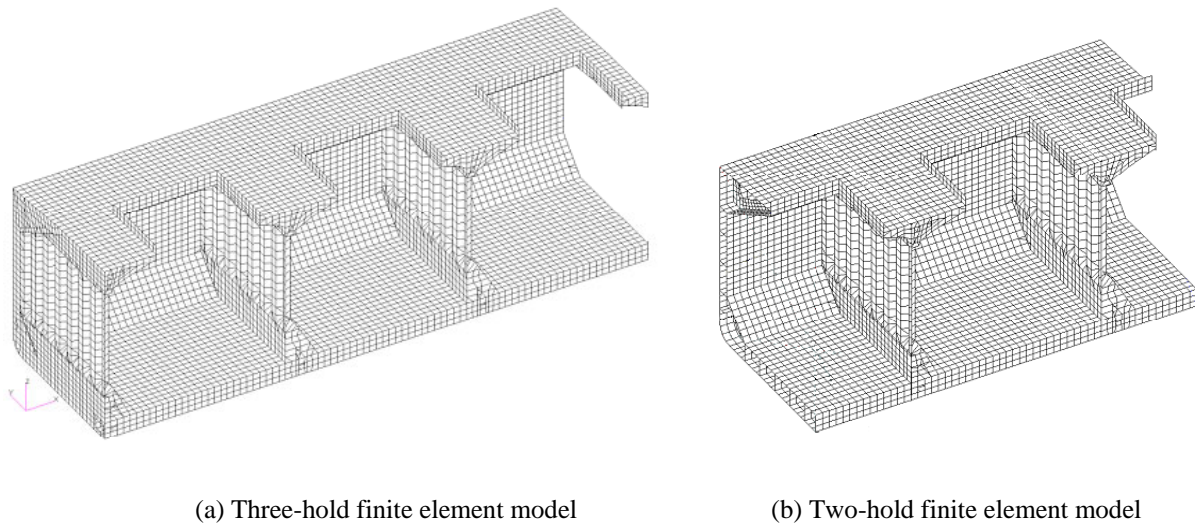 Z
Y
X
(a) Three-hold finite element model
(b) Two-hold finite element model